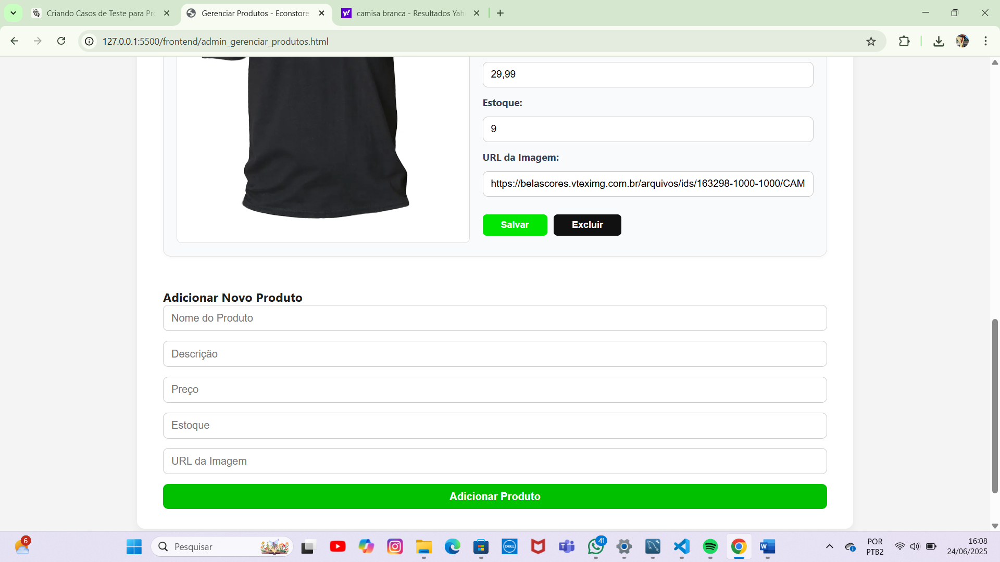 Criando Casos de Teste para Pr
Gerenciar Produtos - Econstore
camisa branca - Resultados Yah
127.0.0.1:5500/frontend/admin_gerenciar_produtos.html
29,99
Estoque:
9
URL da Imagem:
https://belascores.vteximg.com.br/arquivos/ids/163298-1000-1000/CAM
Salvar
Excluir
Adicionar Novo Produto
Nome do Produto
Descrição
Preço
Estoque
URL da Imagem
Adicionar Produto
6
Pesquisar
DELL
41
POR
PTB2
16:08
24/06/2025